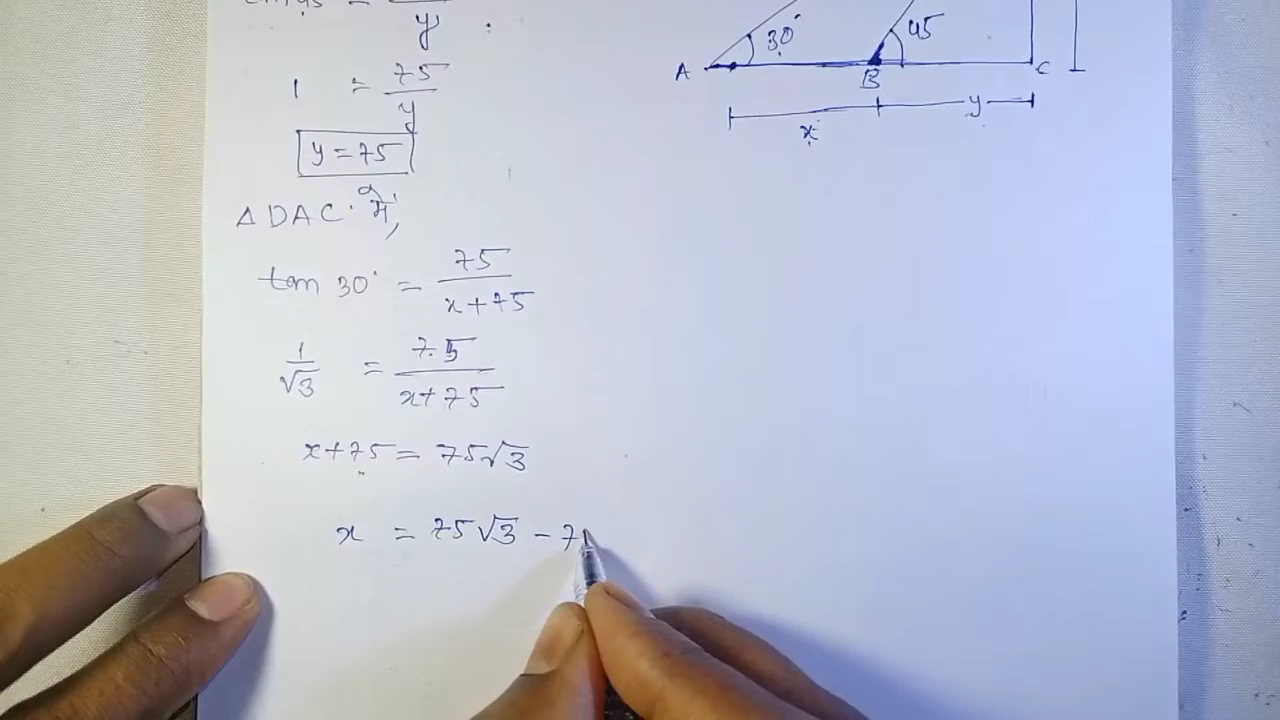 y
1 = 75/y
y = 75
Δ DAC में,
tan 30° = 75/x+75
1/√3 = 75/x+75
x+75 = 75√3
x = 75√3 - 7
30°
45
A
B
C
x
y